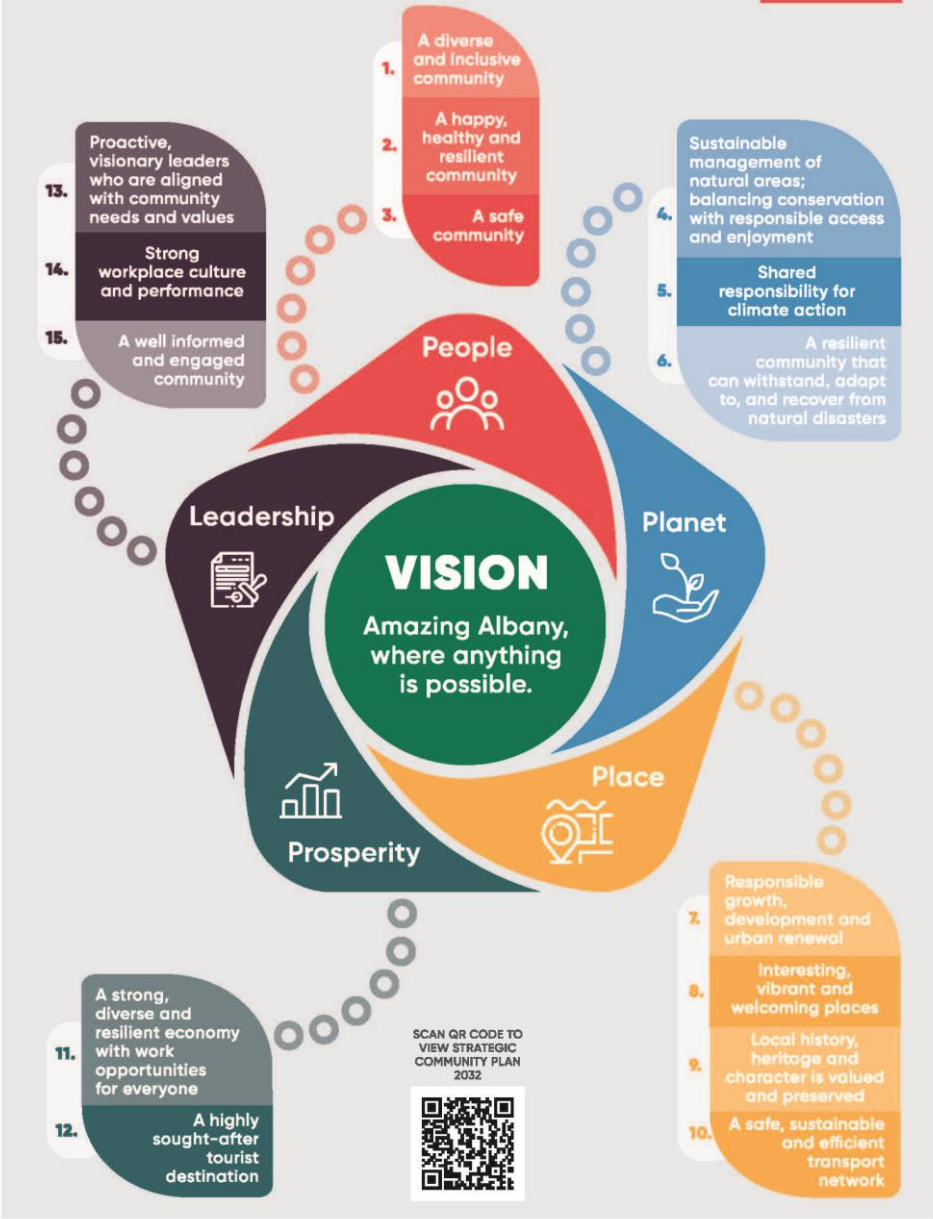 1.
A diverse
and inclusive
community
2.
A happy,
healthy and
resilient
community
3.
A safe
community
13.
Proactive,
visionary leaders
who are aligned
with community
needs and values
14.
Strong
workplace culture
and performance
15.
A well informed
and engaged
community
4.
Sustainable
management of
natural areas;
balancing conservation
with responsible access
and enjoyment
5.
Shared
responsibility for
climate action
6.
A resilient
community that
can withstand, adapt
to, and recover from
natural disasters
People
Leadership
Planet
VISION
Amazing Albany,
where anything
is possible.
Place
Prosperity
7.
Responsible
growth,
development and
urban renewal
8.
Interesting,
vibrant and
welcoming places
9.
Local history,
heritage and
character is valued
and preserved
10.
A safe, sustainable
and efficient
transport
network
11.
A strong,
diverse and
resilient economy
with work
opportunities
for everyone
12.
A highly
sought-after
tourist
destination
SCAN QR CODE TO
VIEW STRATEGIC
COMMUNITY PLAN
2032